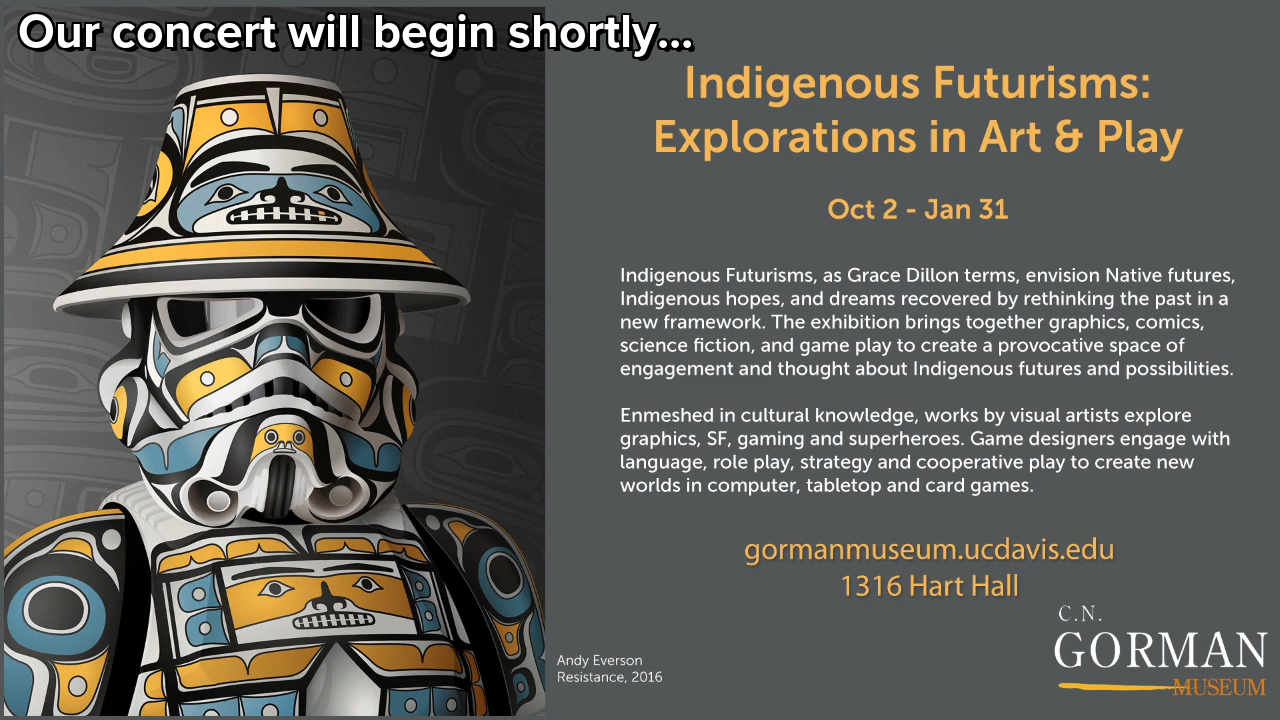 Our concert will begin shortly...
Indigenous Futurisms:
Explorations in Art & Play
Oct 2 - Jan 31
Indigenous Futurisms, as Grace Dillon terms, envision Native futures,
Indigenous hopes, and dreams recovered by rethinking the past in a
new framework. The exhibition brings together graphics, comics,
science fiction, and game play to create a provocative space of
engagement and thought about Indigenous futures and possibilities.
Enmeshed in cultural knowledge, works by visual artists explore
graphics, SF, gaming and superheroes. Game designers engage with
language, role play, strategy and cooperative play to create new
worlds in computer, tabletop and card games.
gormanmuseum.ucdavis.edu
1316 Hart Hall
Andy Everson
Resistance, 2016
C.N.
GORMAN
MUSEUM